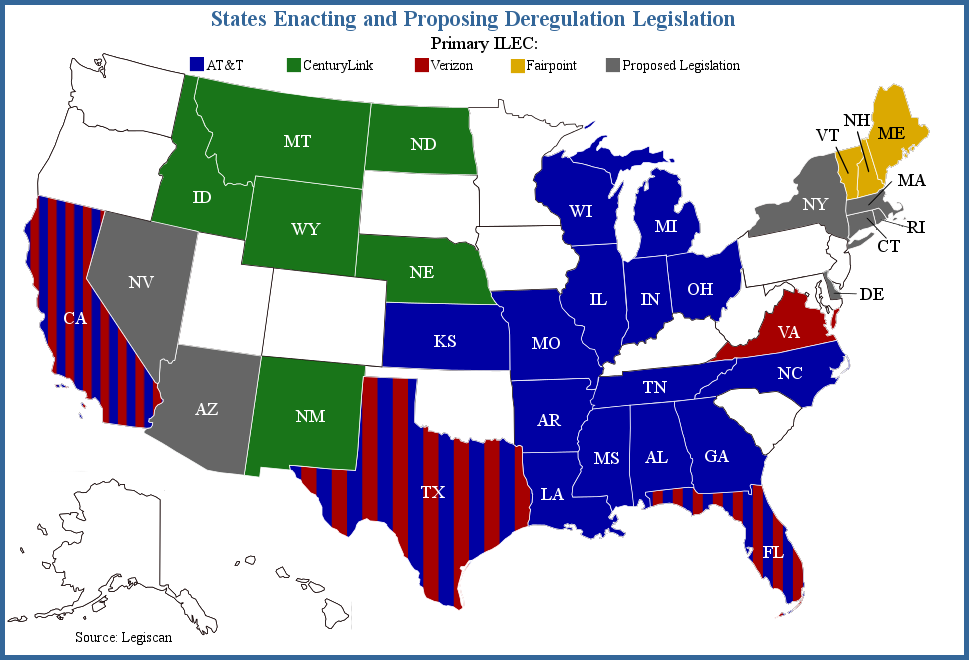 States Enacting and Proposing Deregulation Legislation
Primary ILEC:
AT&T CenturyLink Verizon Fairpoint Proposed Legislation
NH
VT
ME
MT
ND
MA
ID
NY
WI
RI
WY
MI
CT
NE
NV
OH
DE
IL
IN
CA
VA
KS
MO
NC
TN
AZ
NM
AR
MS
AL
GA
TX
LA
FL
Source: Legiscan